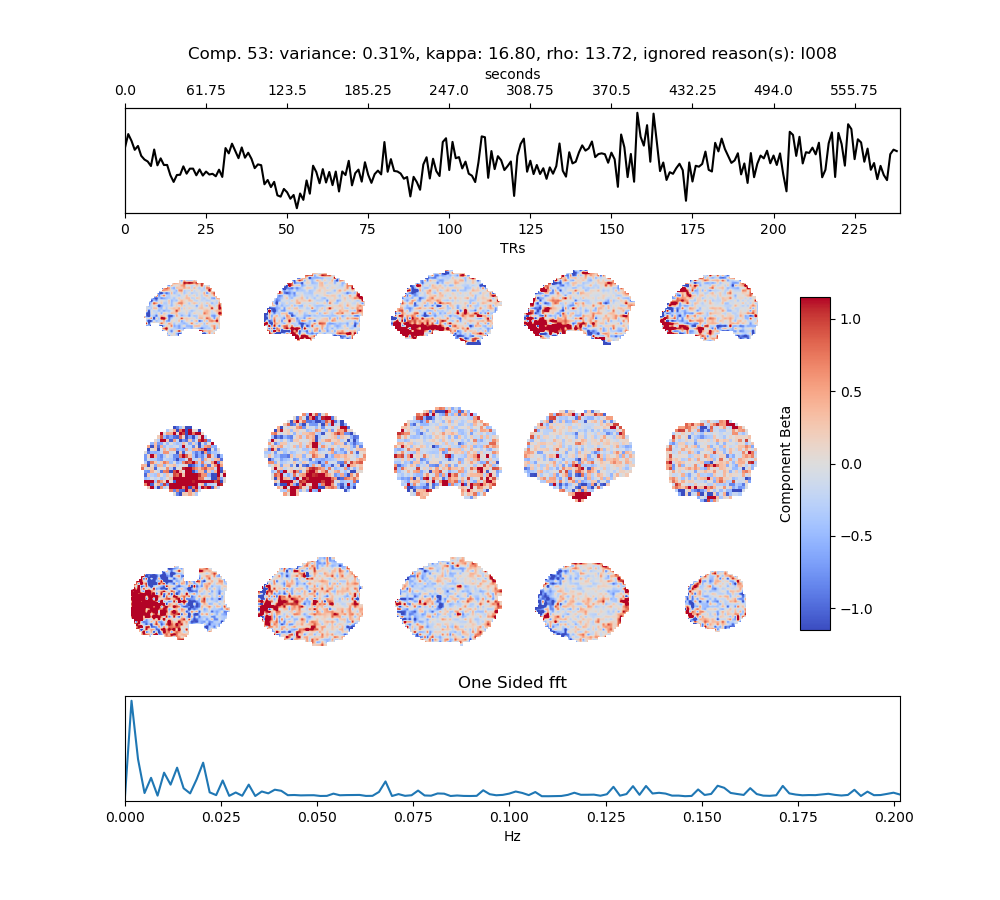 Comp. 53: variance: 0.31%, kappa: 16.80, rho: 13.72, ignored reason(s): I008
seconds
0.0 61.75 123.5 185.25 247.0 308.75 370.5 432.25 494.0 555.75
0 25 50 75 100 125 150 175 200 225
TRs
1.0
0.5
0.0
−0.5
−1.0
Component Beta
One Sided fft
0.000 0.025 0.050 0.075 0.100 0.125 0.150 0.175 0.200
Hz